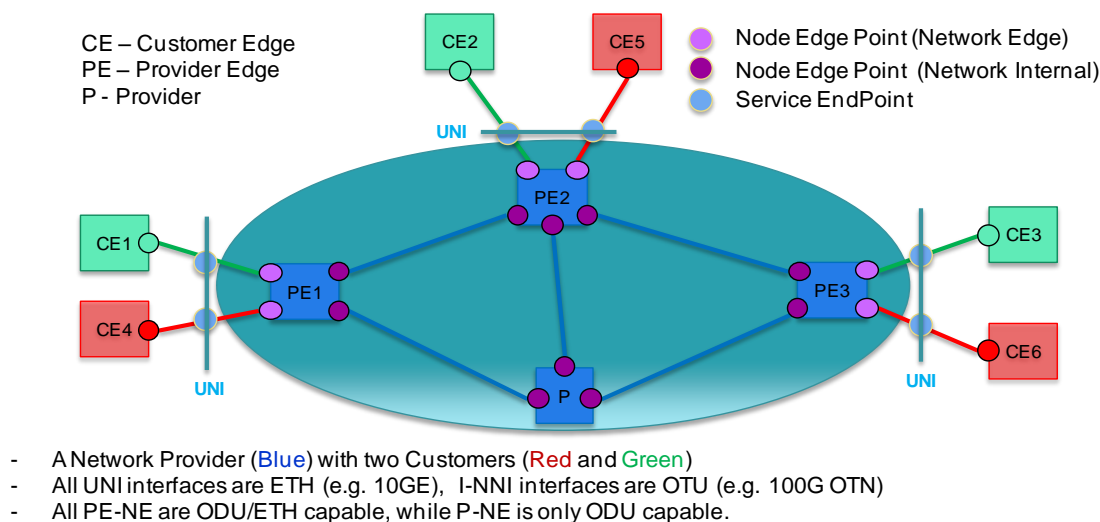 CE – Customer Edge
PE – Provider Edge
P - Provider
CE2
CE5
Node Edge Point (Network Edge)
Node Edge Point (Network Internal)
Service EndPoint
UNI
PE2
CE1
CE3
PE1
PE3
CE4
CE6
UNI
UNI
P
- A Network Provider (Blue) with two Customers (Red and Green)
- All UNI interfaces are ETH (e.g. 10GE), I-NNI interfaces are OTU (e.g. 100G OTN)
- All PE-NE are ODU/ETH capable, while P-NE is only ODU capable.